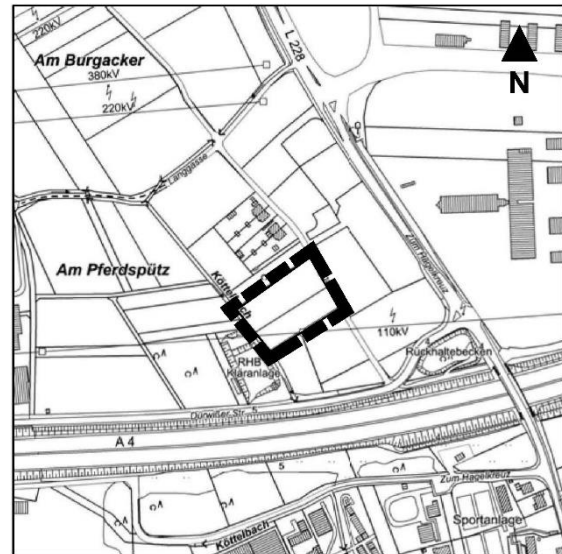 220kV
Am Burgacker
380kV
220kV
L 228
N
Langgasse
Am Pferdspütz
Köttelbach
Zum Hagelkreuz
110kV
RHB
Kläranlage
Rückhaltebecken
Dürwißer Str.
A 4
Zum Hagelkreuz
Sportanlage
Köttelbach